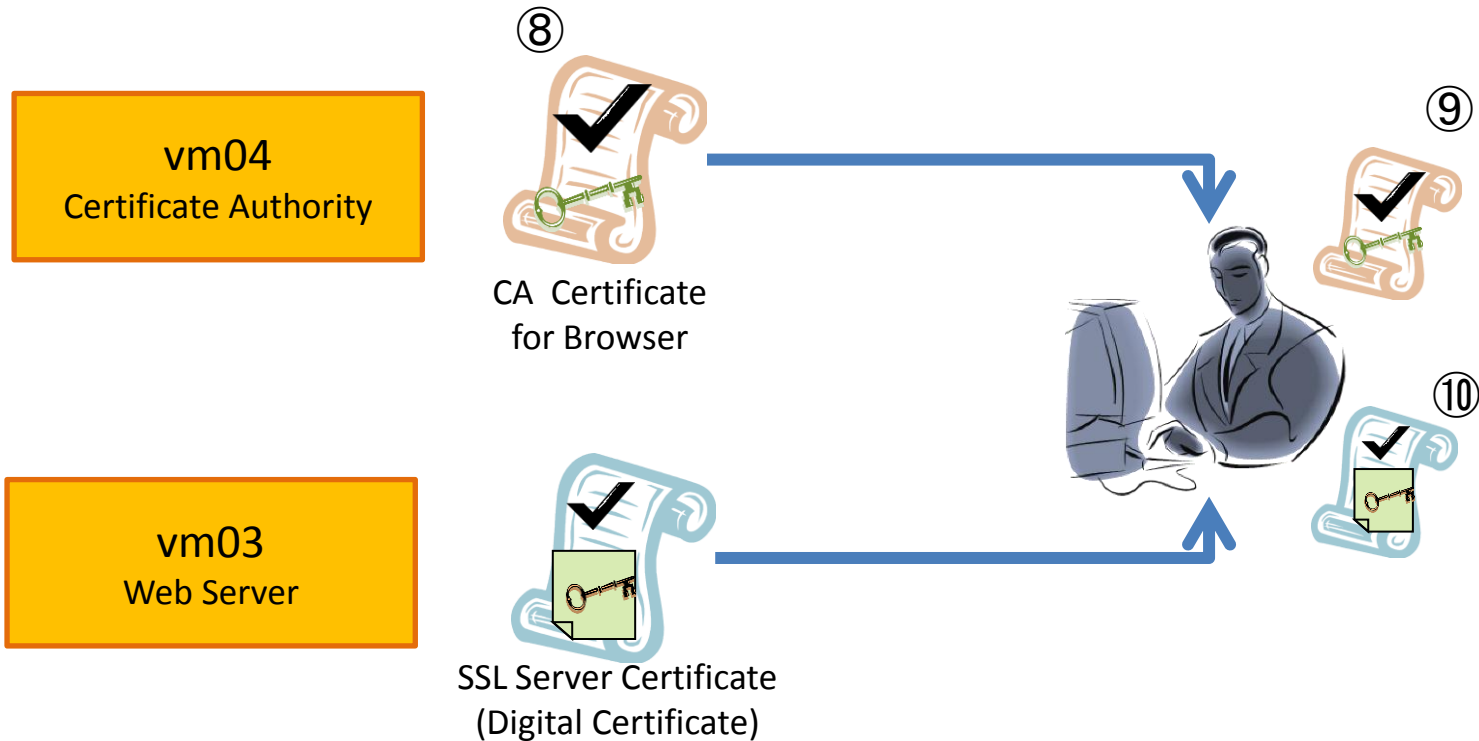 ⑧
vm04
Certificate Authority
CA  Certificate
for Browser
⑨
⑩
vm03
Web Server
SSL Server Certificate
(Digital Certificate)